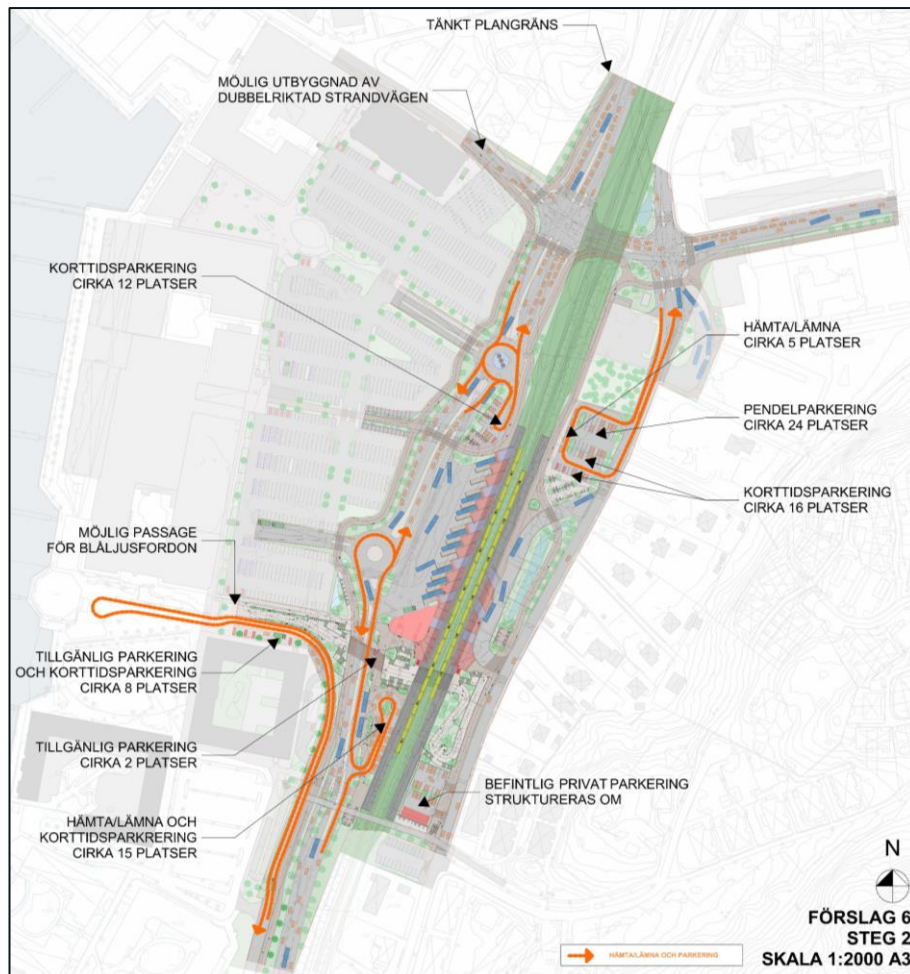 TÄNKT PLANGRÄNS
MÖJLIG UTBYGGNAD AV
DUBBELRIKTAD STRANDVÄGEN
KORTTIDSPARKERING
CIRKA 12 PLATSER
HÄMTA/LÄMNA
CIRKA 5 PLATSER
PENDELPARKERING
CIRKA 24 PLATSER
KORTTIDSPARKERING
CIRKA 16 PLATSER
MÖJLIG PASSAGE
FÖR BLÅLJUSFORDON
TILLGÄNLIG PARKERING
OCH KORTTIDSPARKERING
CIRKA 8 PLATSER
TILLGÄNLIG PARKERING
CIRKA 2 PLATSER
HÄMTA/LÄMNA OCH
KORTTIDSPARKRERING
CIRKA 15 PLATSER
BEFINTLIG PRIVAT PARKERING
STRUKTURERAS OM
N
FÖRSLAG 6
STEG 2
SKALA 1:2000 A3
HÄMTA/LÄMNA OCH PARKERING